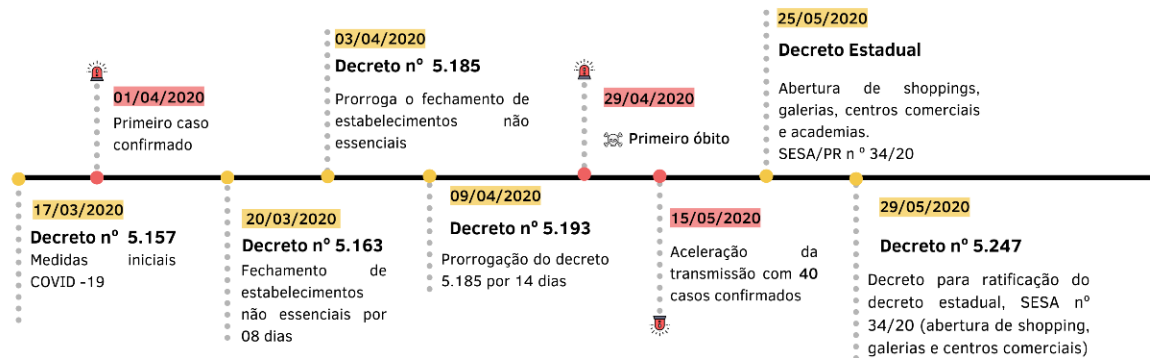 17/03/2020
Decreto nº 5.157
Medidas iniciais
COVID -19
01/04/2020
Primeiro caso
confirmado
20/03/2020
Decreto nº 5.163
Fechamento de
estabelecimentos
não essenciais por
08 dias
03/04/2020
Decreto nº 5.185
Prorroga o fechamento de
estabelecimentos não
essenciais
09/04/2020
Decreto nº 5.193
Prorrogação do decreto
5.185 por 14 dias
29/04/2020
Primeiro óbito
15/05/2020
Aceleração da
transmissão com 40
casos confirmados
25/05/2020
Decreto Estadual
Abertura de shoppings,
galerias, centros comerciais
e academias.
SESA/PR n º 34/20
29/05/2020
Decreto nº 5.247
Decreto para ratificação do
decreto estadual, SESA nº
34/20 (abertura de shopping,
galerias e centros comerciais)